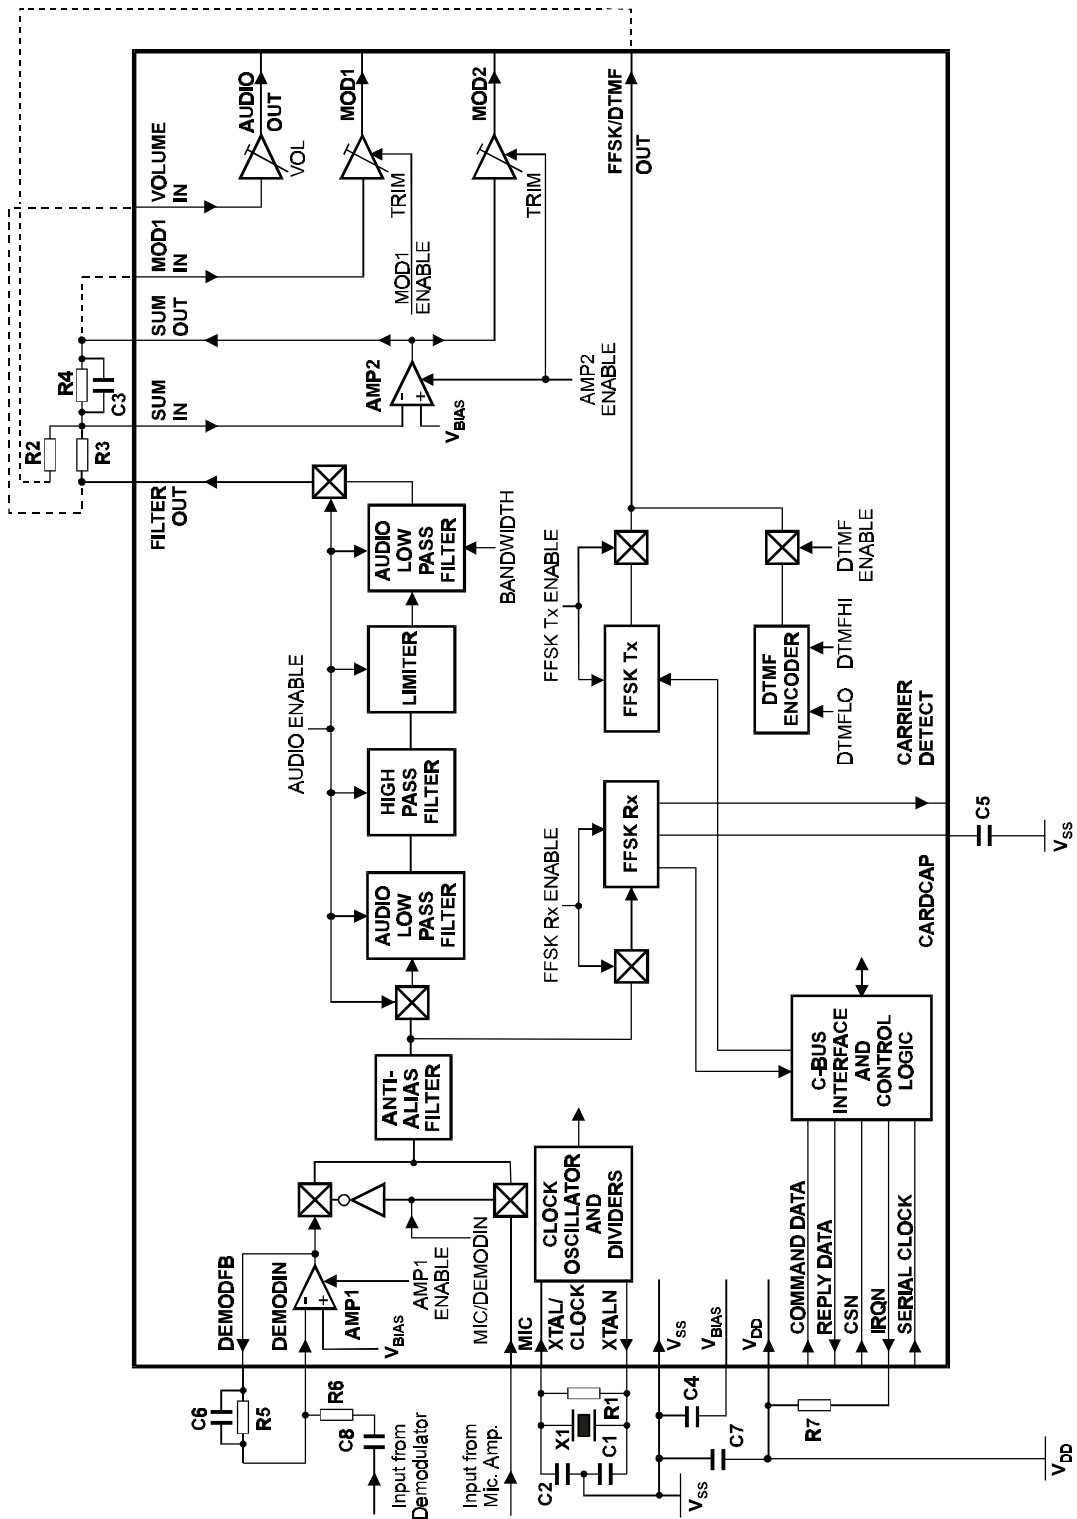 Input from
Demodulator
C8
R6
C6
R5
DEMODFB
DEMODIN
AMP1
VBIAS
AMP1
ENABLE
MIC/DEMODIN
Input from
Mic. Amp.
MIC
C2
X1
C1
R1
XTAL/
CLOCK
XTALN
CLOCK
OSCILLATOR
AND
DIVIDERS
VSS
C4
C7
VSS
VBIAS
VDD
R7
VDD
COMMAND DATA
REPLY DATA
CSN
IRQN
SERIAL CLOCK
C-BUS
INTERFACE
AND
CONTROL
LOGIC
ANTI-
ALIAS
FILTER
AUDIO ENABLE
AUDIO
LOW
PASS
FILTER
HIGH
PASS
FILTER
LIMITER
AUDIO
LOW
PASS
FILTER
BANDWIDTH
FFSK Rx ENABLE
FFSK Rx
CARDCAP
C5
VSS
CARRIER
DETECT
FFSK Tx ENABLE
FFSK Tx
DTMF
ENCODER
DTMFLO
DTMFHI
DTMF
ENABLE
FILTER
OUT
R2
R3
R4
C3
SUM
IN
SUM
OUT
MOD1
IN
VOLUME
IN
AMP2
VBIAS
AMP2
ENABLE
MOD1
ENABLE
VOL
TRIM
TRIM
AUDIO
OUT
MOD1
MOD2
FFSK/DTMF
OUT